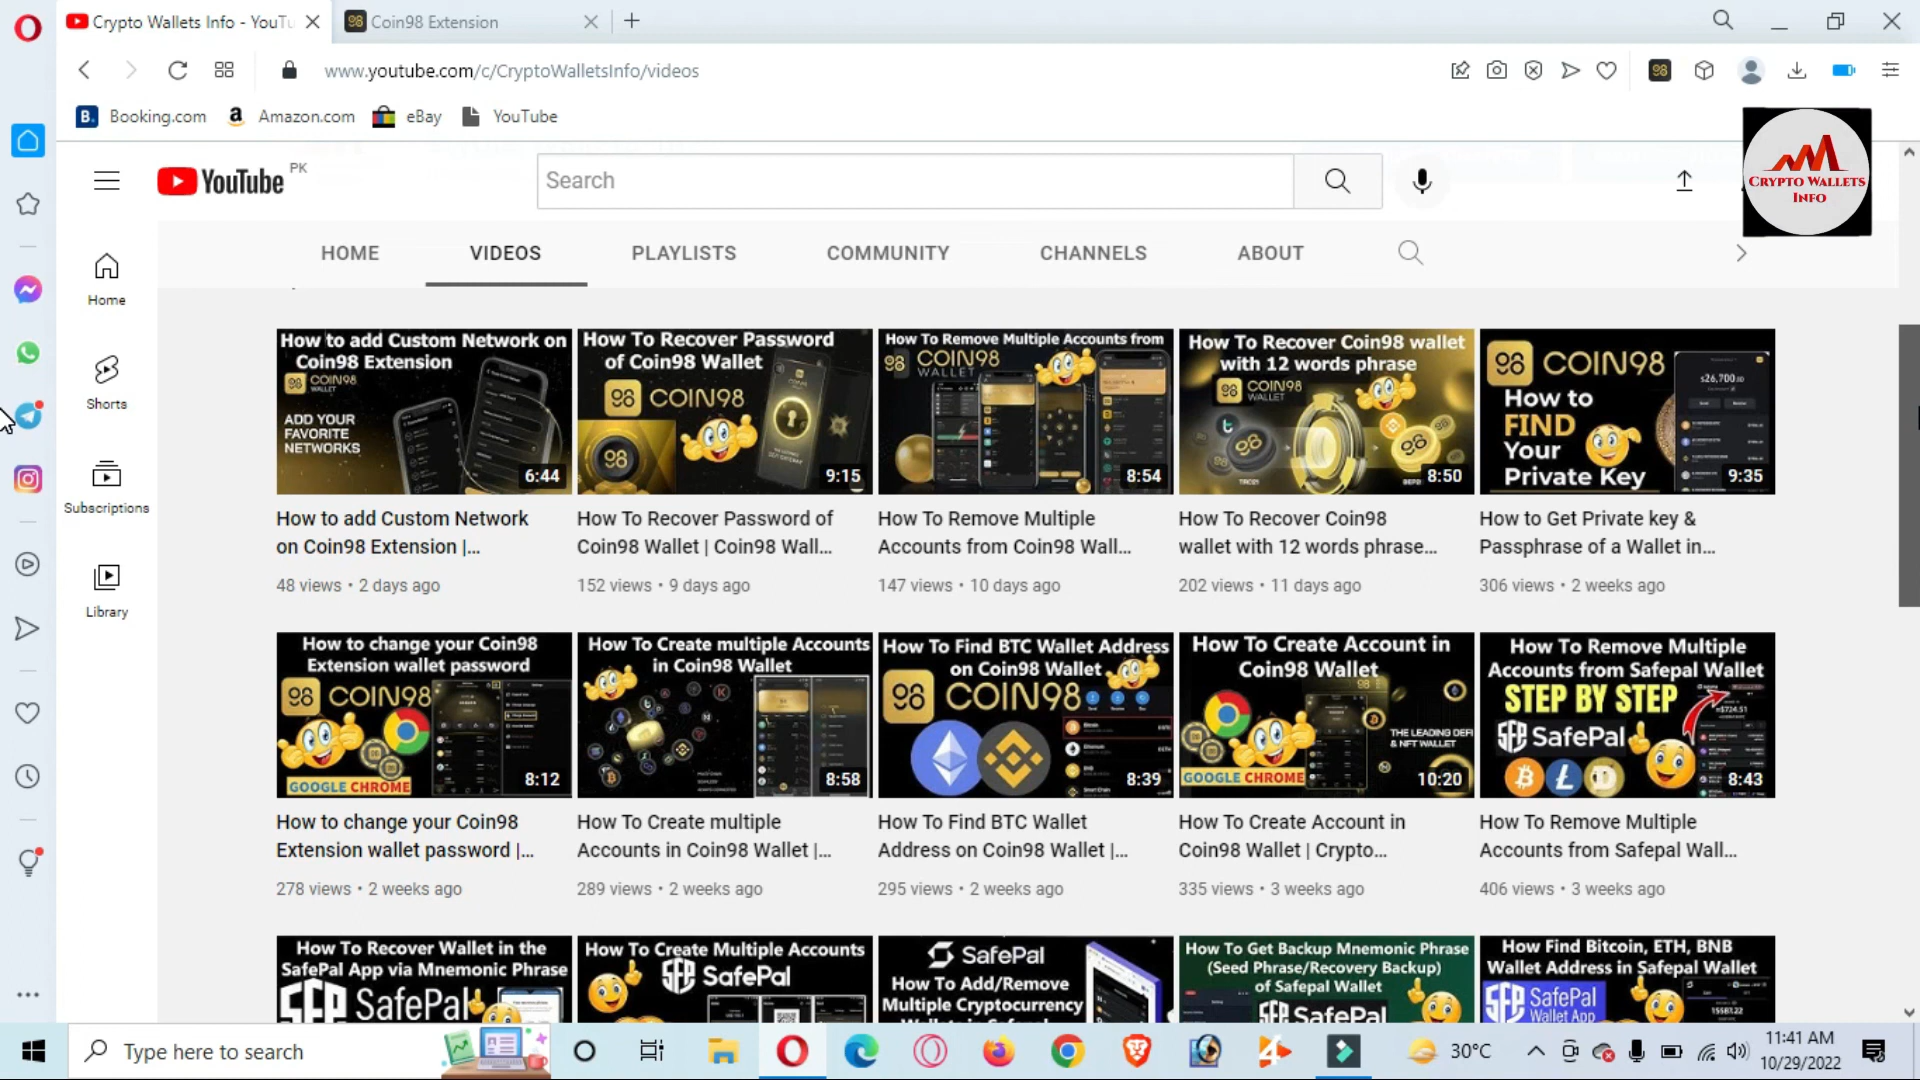 Crypto Wallets Info - YouTu
Coin98 Extension
www.youtube.com/c/CryptoWalletsInfo/videos
Booking.com
Amazon.com
eBay
YouTube
YouTube PK
Search
CRYPTO WALLETS
INFO
HOME
VIDEOS
PLAYLISTS
COMMUNITY
CHANNELS
ABOUT
Home
Shorts
Subscriptions
Library
How to add Custom Network on
Coin98 Extension
COIN98
WALLET
ADD YOUR
FAVORITE
NETWORKS
6:44
How to add Custom Network
on Coin98 Extension |...
48 views • 2 days ago
How To Recover Password
of Coin98 Wallet
COIN98
9:15
How To Recover Password of
Coin98 Wallet | Coin98 Wall...
152 views • 9 days ago
How To Remove Multiple Accounts from
COIN98
WALLET
8:54
How To Remove Multiple
Accounts from Coin98 Wall...
147 views • 10 days ago
How To Recover Coin98 wallet
with 12 words phrase
COIN98
WALLET
8:50
How To Recover Coin98
wallet with 12 words phrase...
202 views • 11 days ago
COIN98
How to
FIND
Your
Private Key
9:35
How to Get Private key &
Passphrase of a Wallet in...
306 views • 2 weeks ago
How to change your Coin98
Extension wallet password
COIN98
GOOGLE CHROME
8:12
How to change your Coin98
Extension wallet password |...
278 views • 2 weeks ago
How To Create multiple Accounts
in Coin98 Wallet
8:58
How To Create multiple
Accounts in Coin98 Wallet |...
289 views • 2 weeks ago
How To Find BTC Wallet Address
on Coin98 Wallet
COIN98
8:39
How To Find BTC Wallet
Address on Coin98 Wallet |...
295 views • 2 weeks ago
How To Create Account in
Coin98 Wallet
THE LEADING DEFI
& NFT WALLET
GOOGLE CHROME
10:20
How To Create Account in
Coin98 Wallet | Crypto...
335 views • 3 weeks ago
How To Remove Multiple
Accounts from Safepal Wallet
STEP BY STEP
SafePal
8:43
How To Remove Multiple
Accounts from Safepal Wall...
406 views • 3 weeks ago
How To Recover Wallet in the
SafePal App via Mnemonic Phrase
SafePal
How To Create Multiple Accounts
SafePal
SafePal
How To Add/Remove
Multiple Cryptocurrency
How To Get Backup Mnemonic Phrase
(Seed Phrase/Recovery Backup)
of Safepal Wallet
SafePal
How Find Bitcoin, ETH, BNB
Wallet Address in Safepal Wallet
SafePal
Wallet App
Type here to search
30°C
11:41 AM
10/29/2022